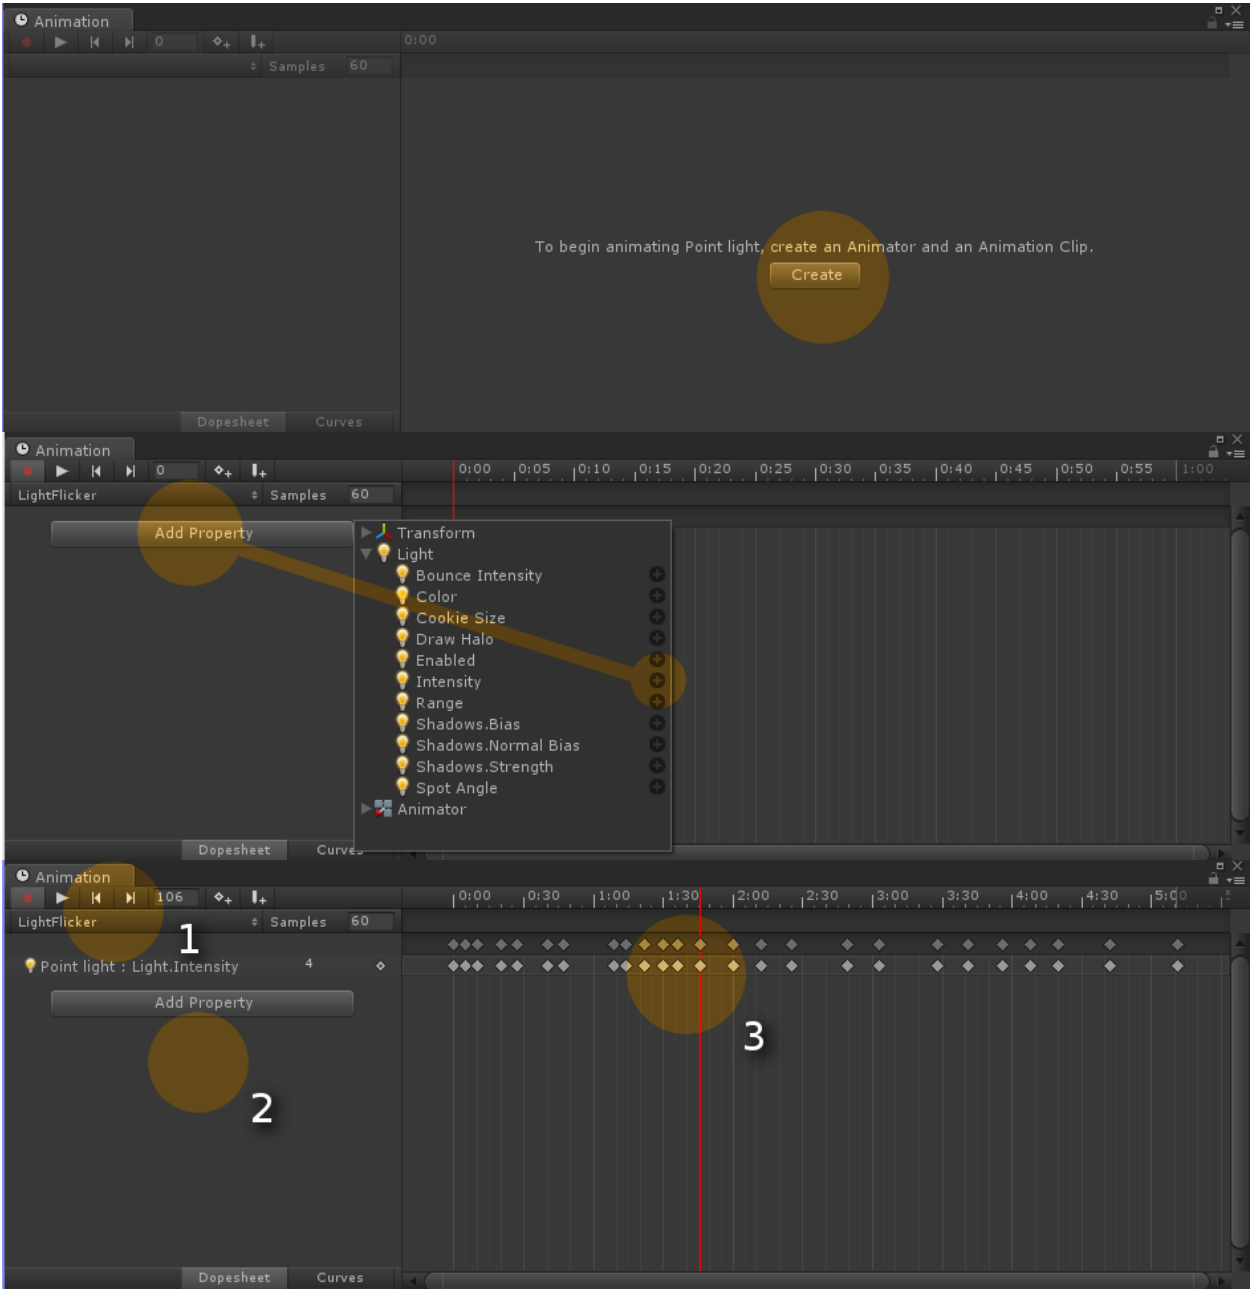 Animation
0
0:00
Samples 60
To begin animating Point light, create an Animator and an Animation Clip.
Create
Dopesheet Curves
Animation
0
0:00 0:05 0:10 0:15 0:20 0:25 0:30 0:35 0:40 0:45 0:50 0:55 1:00
LightFlicker Samples 60
Add Property
Transform
Light
Bounce Intensity
Color
Cookie Size
Draw Halo
Enabled
Intensity
Range
Shadows.Bias
Shadows.Normal Bias
Shadows.Strength
Spot Angle
Animator
Dopesheet Curves
Animation
106
0:00 0:30 1:00 1:30 2:00 2:30 3:00 3:30 4:00 4:30 5:00
LightFlicker Samples 60
1
Point light : Light.Intensity 4
Add Property
3
2
Dopesheet Curves